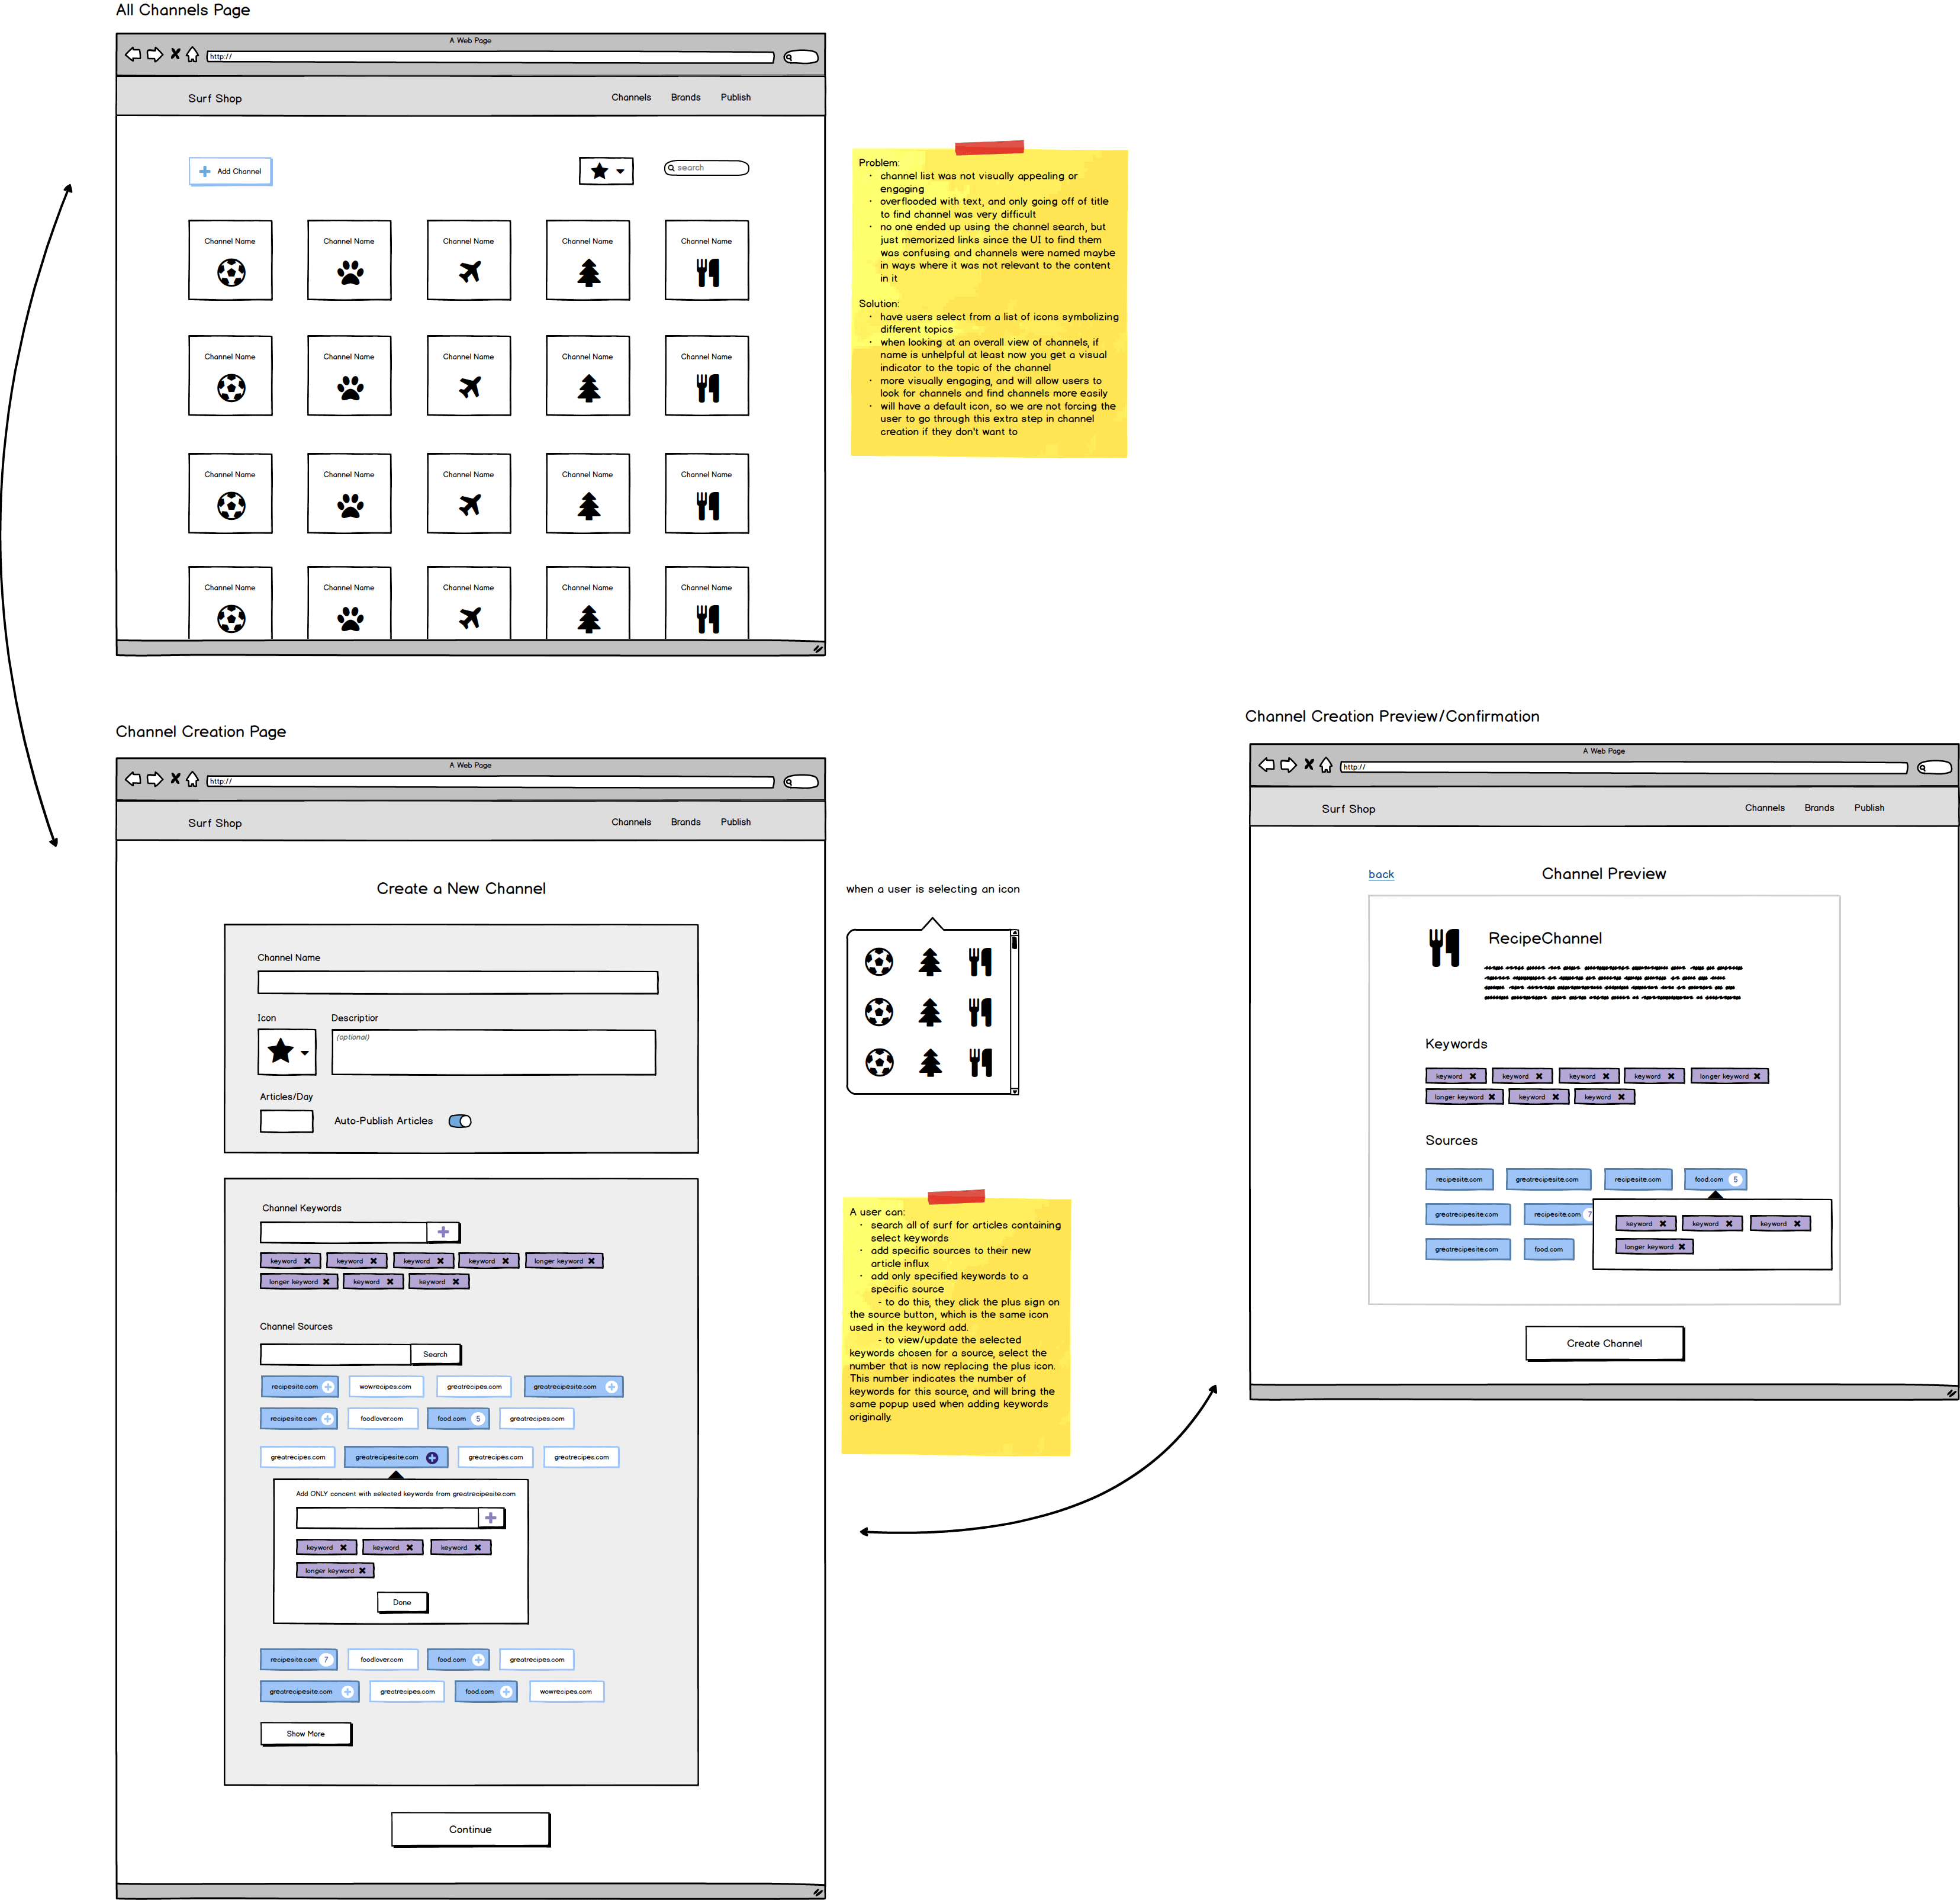 All Channels Page
A Web Page
http://
Surf Shop
Channels Brands Publish
Add Channel
search
Channel Name Channel Name Channel Name Channel Name Channel Name
Channel Name Channel Name Channel Name Channel Name Channel Name
Channel Name Channel Name Channel Name Channel Name Channel Name
Channel Name Channel Name Channel Name Channel Name Channel Name
Problem:
· channel list was not visually appealing or
engaging
· overflooded with text, and only going off of title
to find channel was very difficult
· no one ended up using the channel search, but
just memorized links since the UI to find them
was confusing and channels were named maybe
in ways where it was not relevant to the content
in it
Solution:
· have users select from a list of icons symbolizing
different topics
· when looking at an overall view of channels, if
name is unhelpful at least now you get a visual
indicator to the topic of the channel
· more visually engaging, and will allow users to
look for channels and find channels more easily
· will have a default icon, so we are not forcing the
user to go through this extra step in channel
creation if they don't want to
Channel Creation Page
A Web Page
http://
Surf Shop
Channels Brands Publish
Create a New Channel
Channel Name
Icon Descriptior
(optional)
Articles/Day
Auto-Publish Articles
Channel Keywords
keyword keyword keyword keyword longer keyword
longer keyword keyword keyword
Channel Sources
Search
recipesite.com wowrecipes.com greatrecipes.com greatrecipesite.com
recipesite.com foodlover.com food.com 5 greatrecipes.com
greatrecipes.com greatrecipesite.com greatrecipes.com greatrecipes.com
Add ONLY concent with selected keywords from greatrecipesite.com
keyword keyword keyword
longer keyword
Done
recipesite.com 7 foodlover.com food.com greatrecipes.com
greatrecipesite.com greatrecipes.com food.com wowrecipes.com
Show More
Continue
when a user is selecting an icon
A user can:
· search all of surf for articles containing
select keywords
· add specific sources to their new
article influx
· add only specified keywords to a
specific source
- to do this, they click the plus sign on
the source button, which is the same icon
used in the keyword add.
- to view/update the selected
keywords chosen for a source, select the
number that is now replacing the plus icon.
This number indicates the number of
keywords for this source, and will bring the
same popup used when adding keywords
originally.
Channel Creation Preview/Confirmation
A Web Page
http://
Surf Shop
Channels Brands Publish
back
Channel Preview
RecipeChannel
Keywords
keyword keyword keyword keyword longer keyword
longer keyword keyword keyword
Sources
recipesite.com greatrecipesite.com recipesite.com food.com 5
greatrecipesite.com recipesite.com 7
keyword keyword keyword
longer keyword
greatrecipesite.com food.com
Create Channel